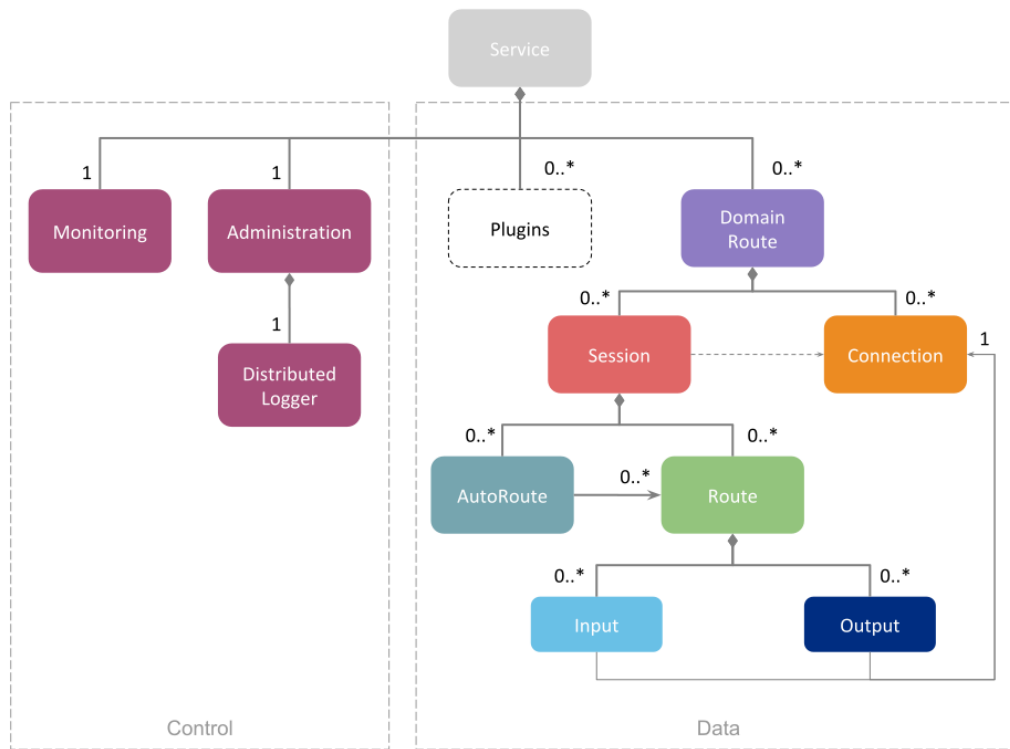 Service
1
1
0..*
0..*
Monitoring
Administration
Plugins
Domain
Route
0..*
0..*
1
1
Session
Connection
Distributed
Logger
0..*
0..*
0..*
AutoRoute
Route
0..*
0..*
Input
Output
Control
Data